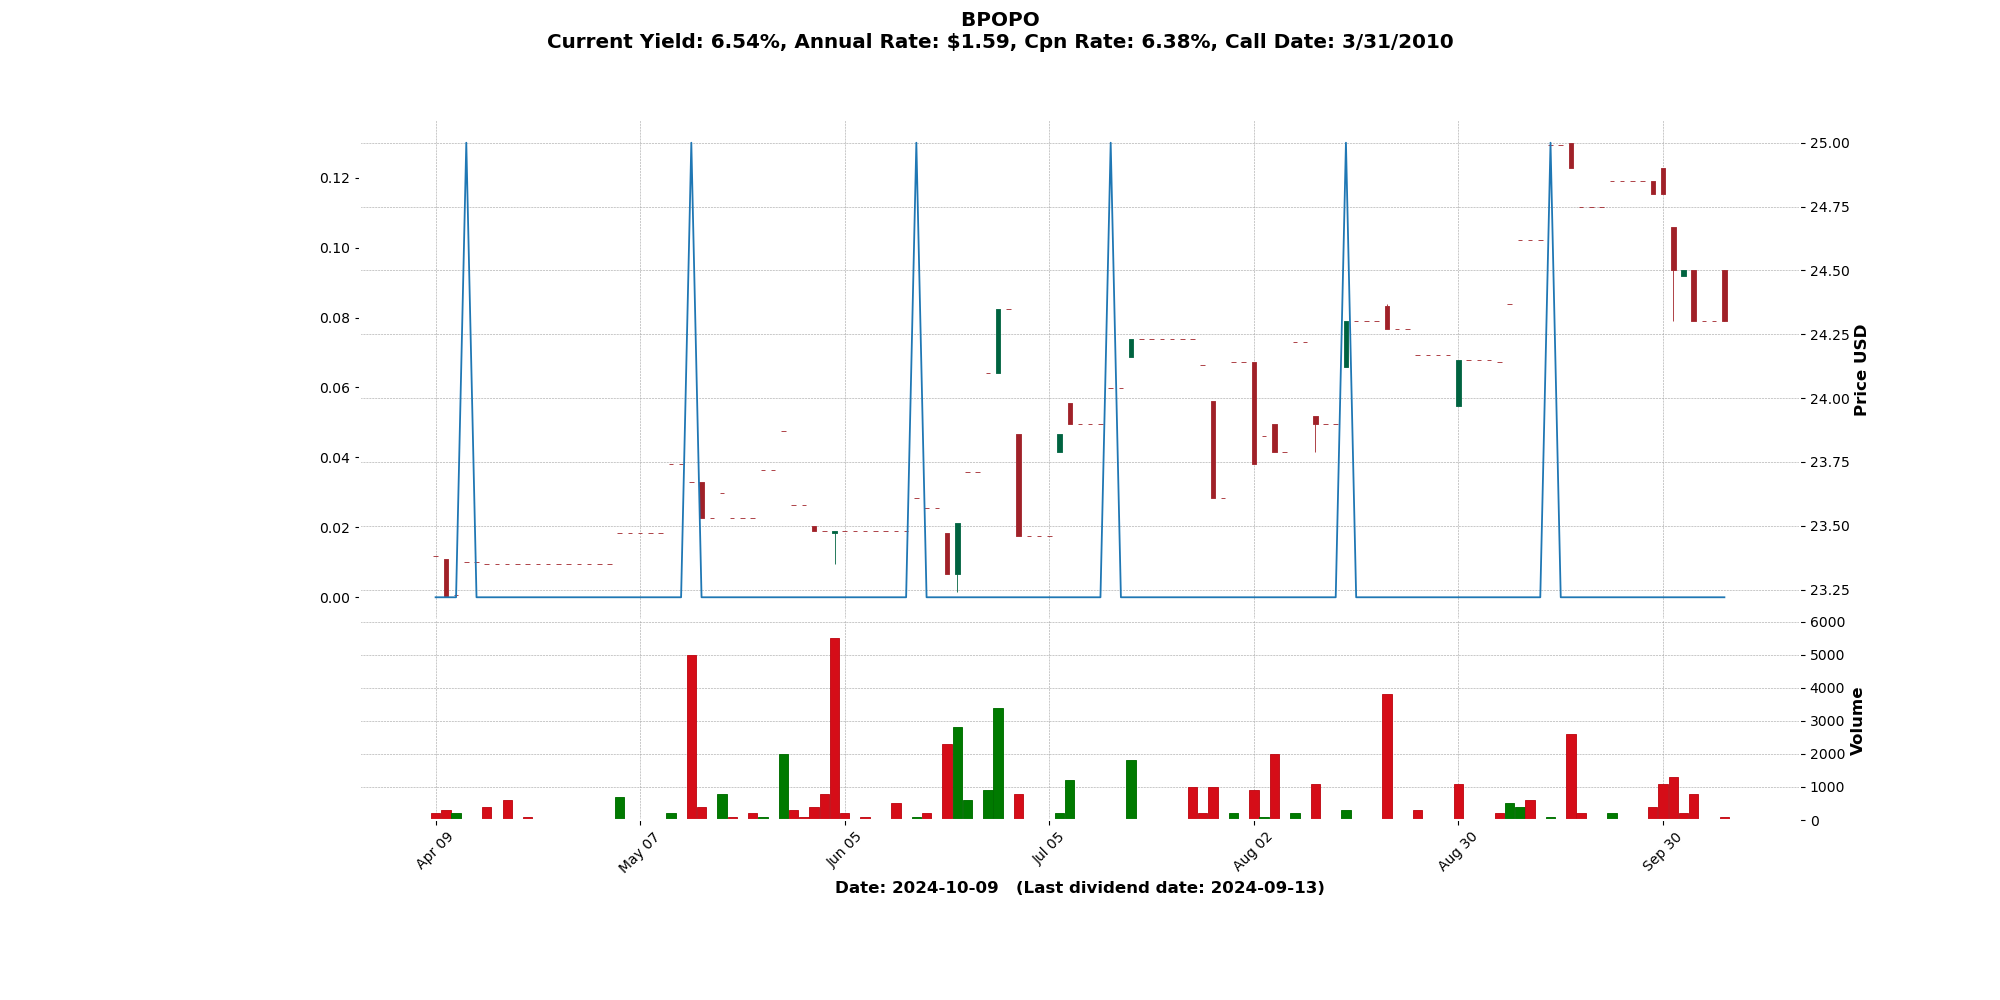 BPOPO
Current Yield: 6.54%, Annual Rate: $1.59, Cpn Rate: 6.38%, Call Date: 3/31/2010
0.12
0.10
0.08
0.06
0.04
0.02
0.00
25.00
24.75
24.50
24.25
24.00
23.75
23.50
23.25
Price USD
6000
5000
4000
3000
2000
1000
0
Volume
Apr 09
May 07
Jun 05
Jul 05
Aug 02
Aug 30
Sep 30
Date: 2024-10-09 (Last dividend date: 2024-09-13)